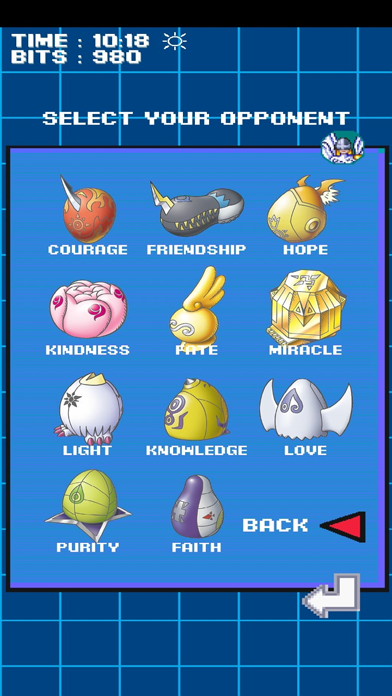 TIME : 10:18
BITS : 980
SELECT YOUR OPPONENT
COURAGE FRIENDSHIP HOPE
KINDNESS FATE MIRACLE
LIGHT KNOWLEDGE LOVE
PURITY FAITH BACK